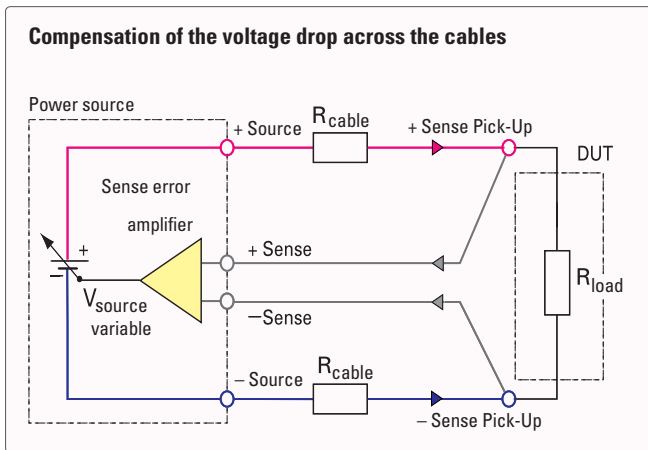 Compensation of the voltage drop across the cables
Power source
+ Source
Rcable
+ Sense Pick-Up
DUT
Sense error
amplifier
+ Sense
+
−
Vsource
variable
−Sense
Rload
− Source
Rcable
− Sense Pick-Up